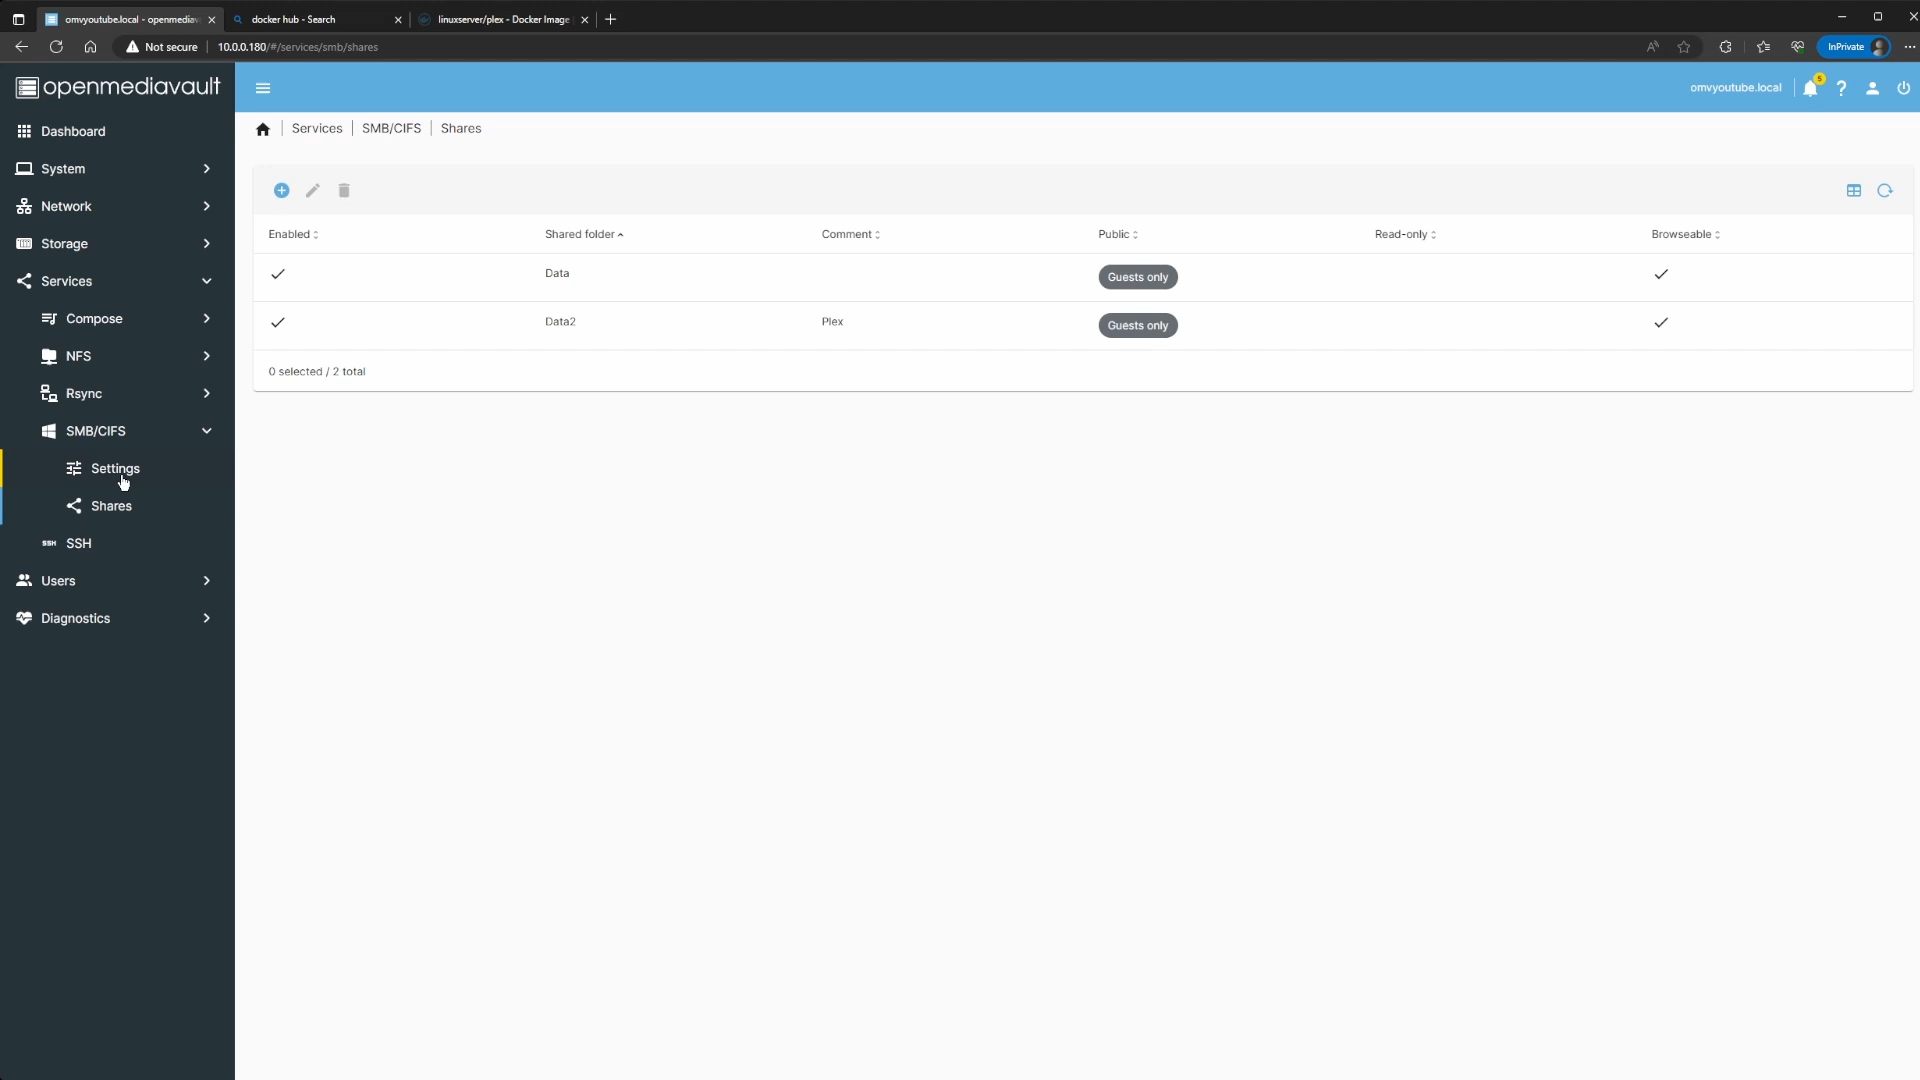 omvyoutube.local - openmediav
docker hub - Search
linuxserver/plex - Docker Image
Not secure
10.0.0.180/#/services/smb/shares
InPrivate
openmediavault
omvyoutube.local
5
?
Dashboard
Services
SMB/CIFS
Shares
System
Network
Storage
Services
Compose
NFS
Rsync
SMB/CIFS
Settings
Shares
SSH
SSH
Users
Diagnostics
Enabled
Shared folder
Comment
Public
Read-only
Browseable
Data
Guests only
Data2
Plex
Guests only
0 selected / 2 total